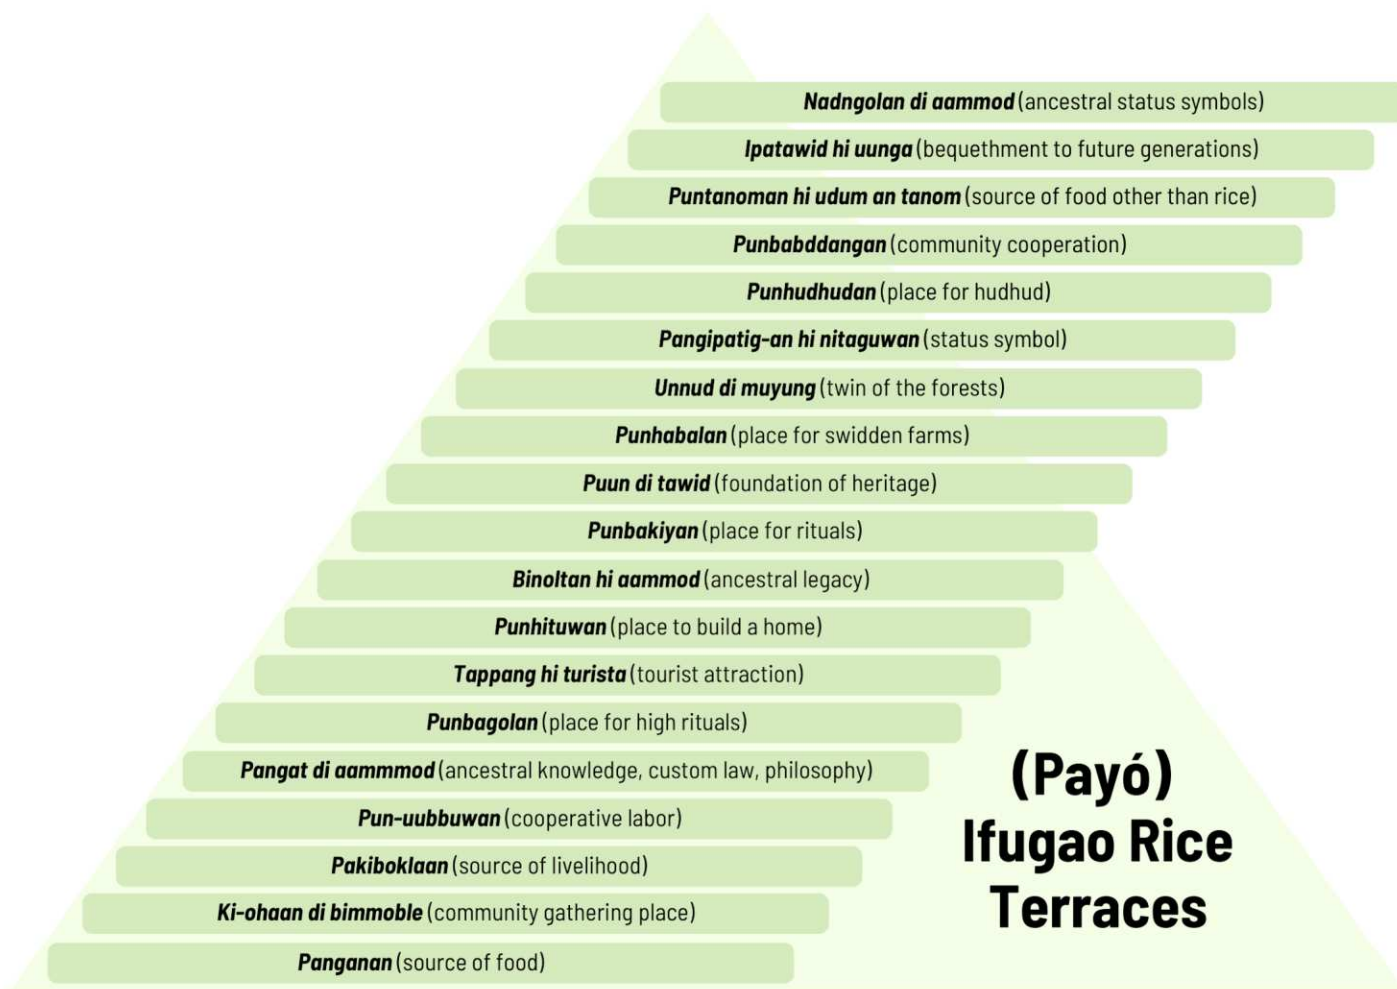 Nadngolan di aammod (ancestral status symbols)
Ipatawid hi uunga (bequethment to future generations)
Puntanoman hi udum an tanom (source of food other than rice)
Punbabddangan (community cooperation)
Punhudhudan (place for hudhud)
Pangipatig-an hi nitaguwan (status symbol)
Unnud di muyung (twin of the forests)
Punhabalan (place for swidden farms)
Puun di tawid (foundation of heritage)
Punbakiyan (place for rituals)
Binoltan hi aammod (ancestral legacy)
Punhituwan (place to build a home)
Tappang hi turista (tourist attraction)
Punbagolan (place for high rituals)
Pangat di aammmod (ancestral knowledge, custom law, philosophy)
Pun-uubbuwan (cooperative labor)
Pakiboklaan (source of livelihood)
Ki-ohaan di bimmoble (community gathering place)
Panganan (source of food)
(Payó)
Ifugao Rice
Terraces